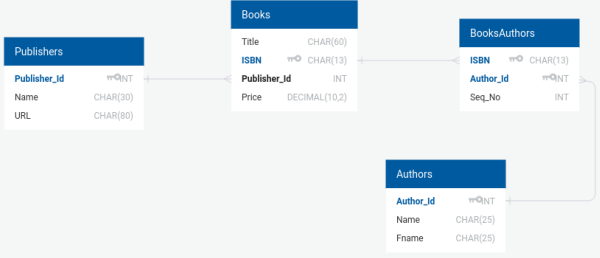 Publishers
Publisher_Id INT
Name CHAR(30)
URL CHAR(80)
Books
Title CHAR(60)
ISBN CHAR(13)
Publisher_Id INT
Price DECIMAL(10,2)
BooksAuthors
ISBN CHAR(13)
Author_Id INT
Seq_No INT
Authors
Author_Id INT
Name CHAR(25)
Fname CHAR(25)